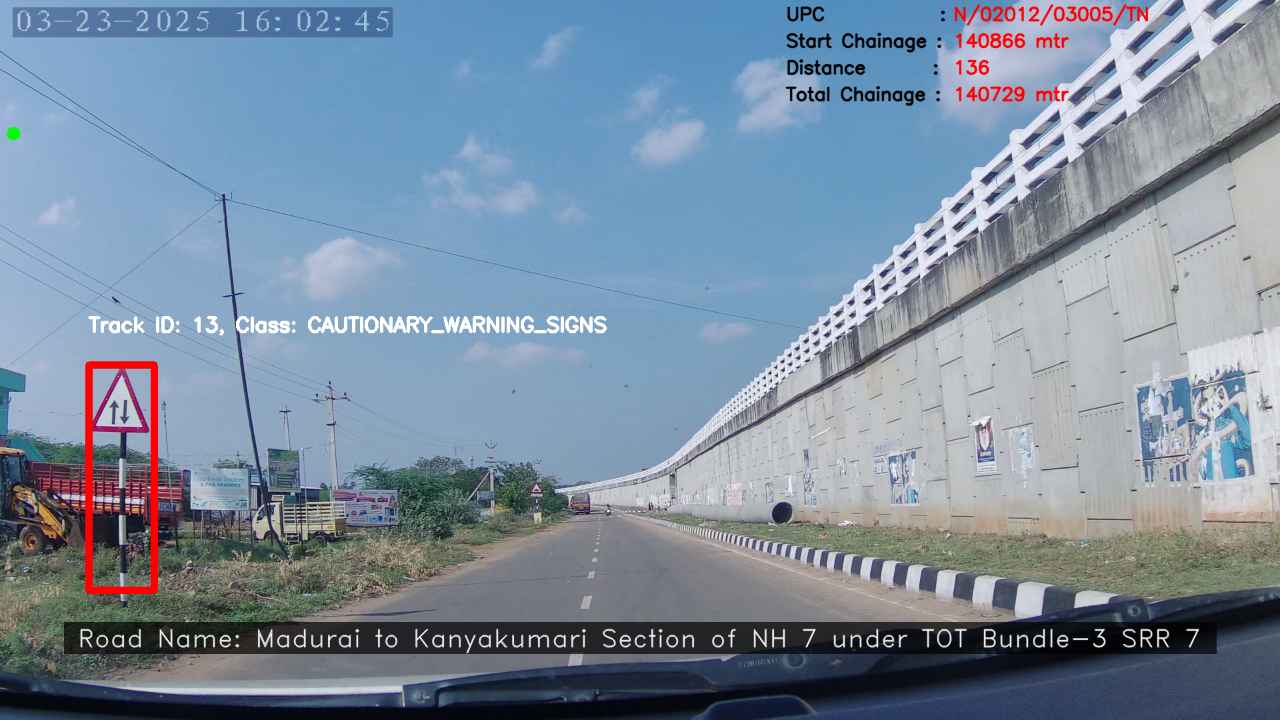 03-23-2025 16:02:45
UPC : N/02012/03005/TN
Start Chainage : 140866 mtr
Distance : 136
Total Chainage : 140729 mtr
Track ID: 13, Class: CAUTIONARY_WARNING_SIGNS
Road Name: Madurai to Kanyakumari Section of NH 7 under TOT Bundle-3 SRR 7